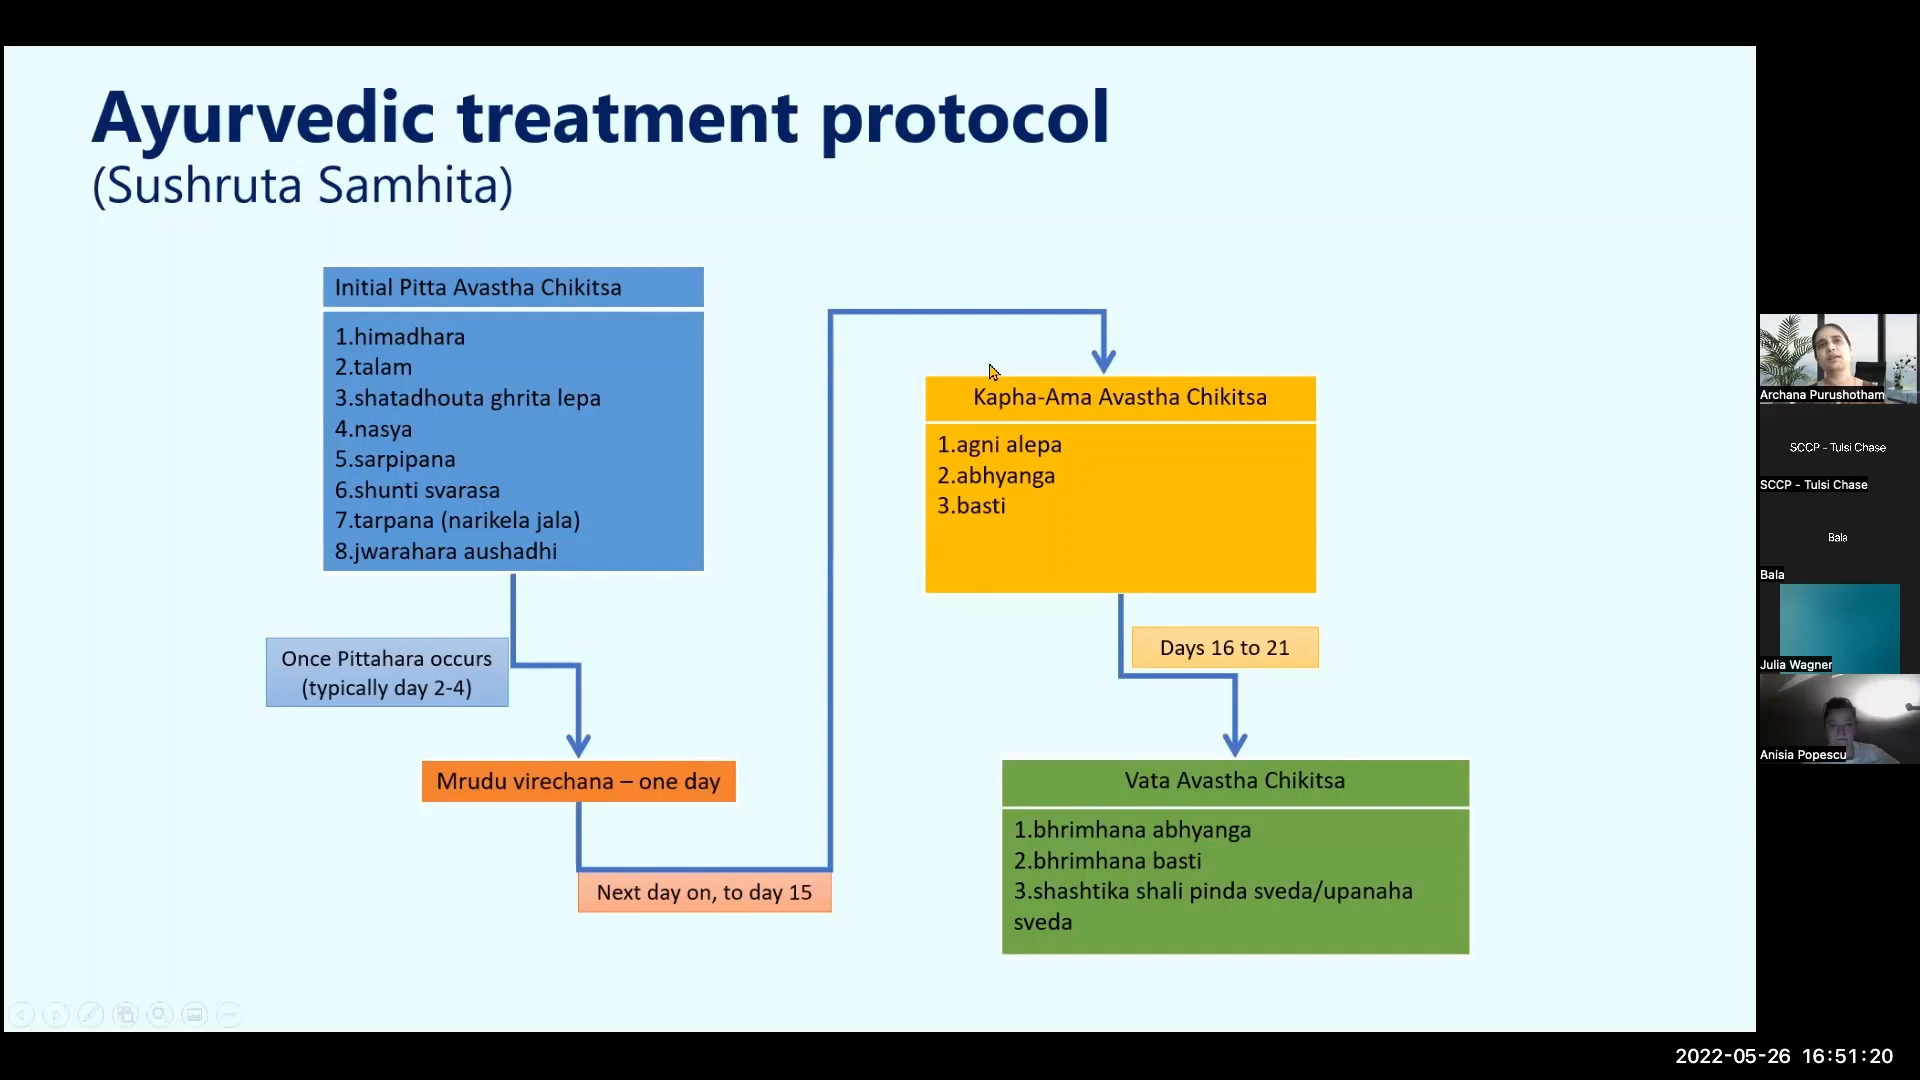 Ayurvedic treatment protocol
(Sushruta Samhita)
Initial Pitta Avastha Chikitsa
1.himadhara
2.talam
3.shatadhouta ghrita lepa
4.nasya
5.sarpipana
6.shunti svarasa
7.tarpana (narikela jala)
8.jwarahara aushadhi
Once Pittahara occurs
(typically day 2-4)
Mrudu virechana – one day
Next day on, to day 15
Kapha-Ama Avastha Chikitsa
1.agni alepa
2.abhyanga
3.basti
Days 16 to 21
Vata Avastha Chikitsa
1.bhrimhana abhyanga
2.bhrimhana basti
3.shashtika shali pinda sveda/upanaha
sveda
Archana Purushotham
SCCP - Tulsi Chase
SCCP - Tulsi Chase
Bala
Bala
Julia Wagner
Anisia Popescu
2022-05-26 16:51:20